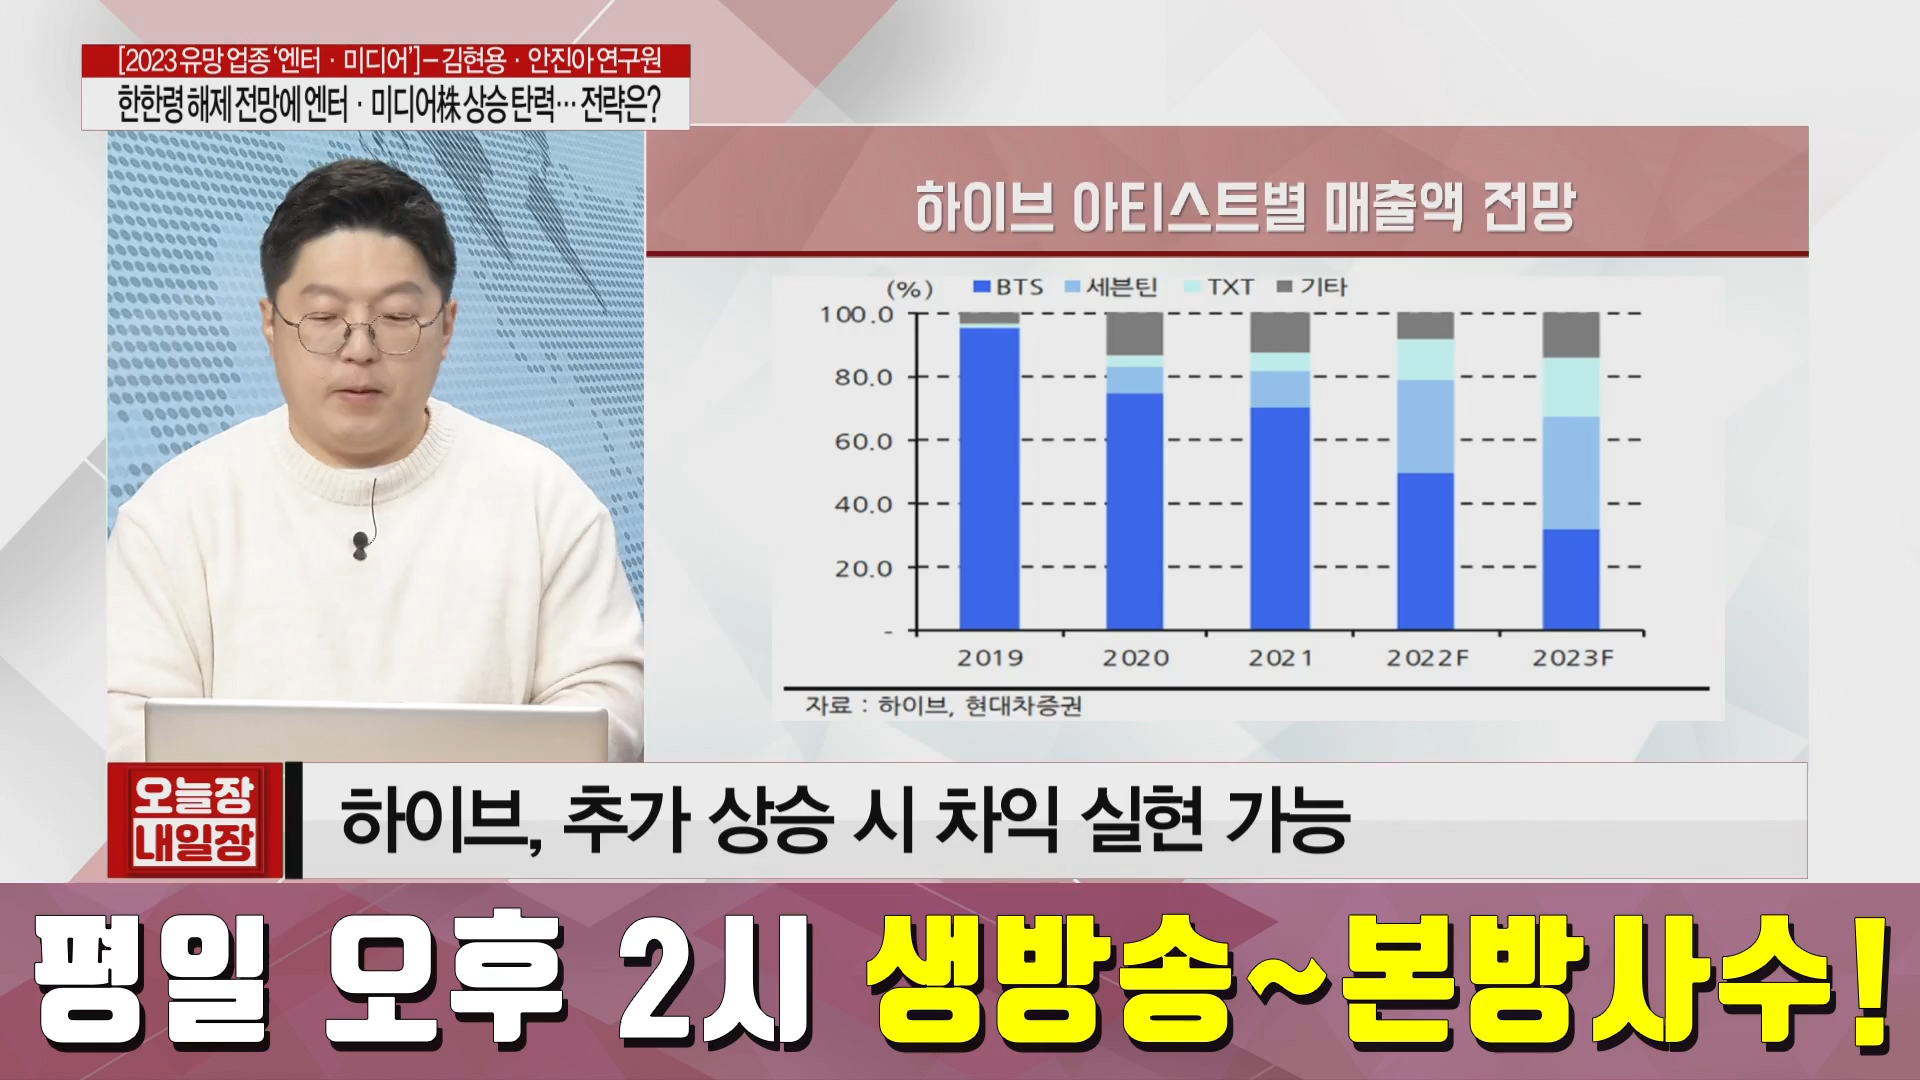 [2023 유망 업종 ‘엔터 · 미디어’] – 김현용 · 안진아 연구원
한한령 해제 전망에 엔터 · 미디어株 상승 탄력… 전략은?
하이브 아티스트별 매출액 전망
(%)
BTS 세븐틴 TXT 기타
100.0
80.0
60.0
40.0
20.0
-
2019 2020 2021 2022F 2023F
자료 : 하이브, 현대차증권
오늘장
내일장
하이브, 추가 상승 시 차익 실현 가능
평일 오후 2시 생방송~본방사수!